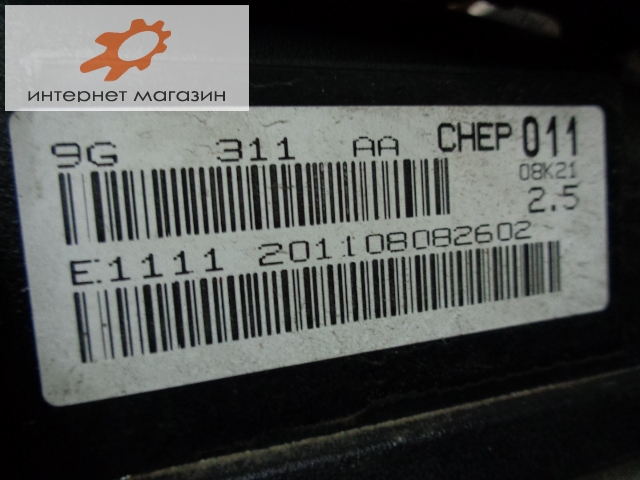 интернет магазин
9G 311 AA CHEP 011
08K21
2.5
E1111 201108082602